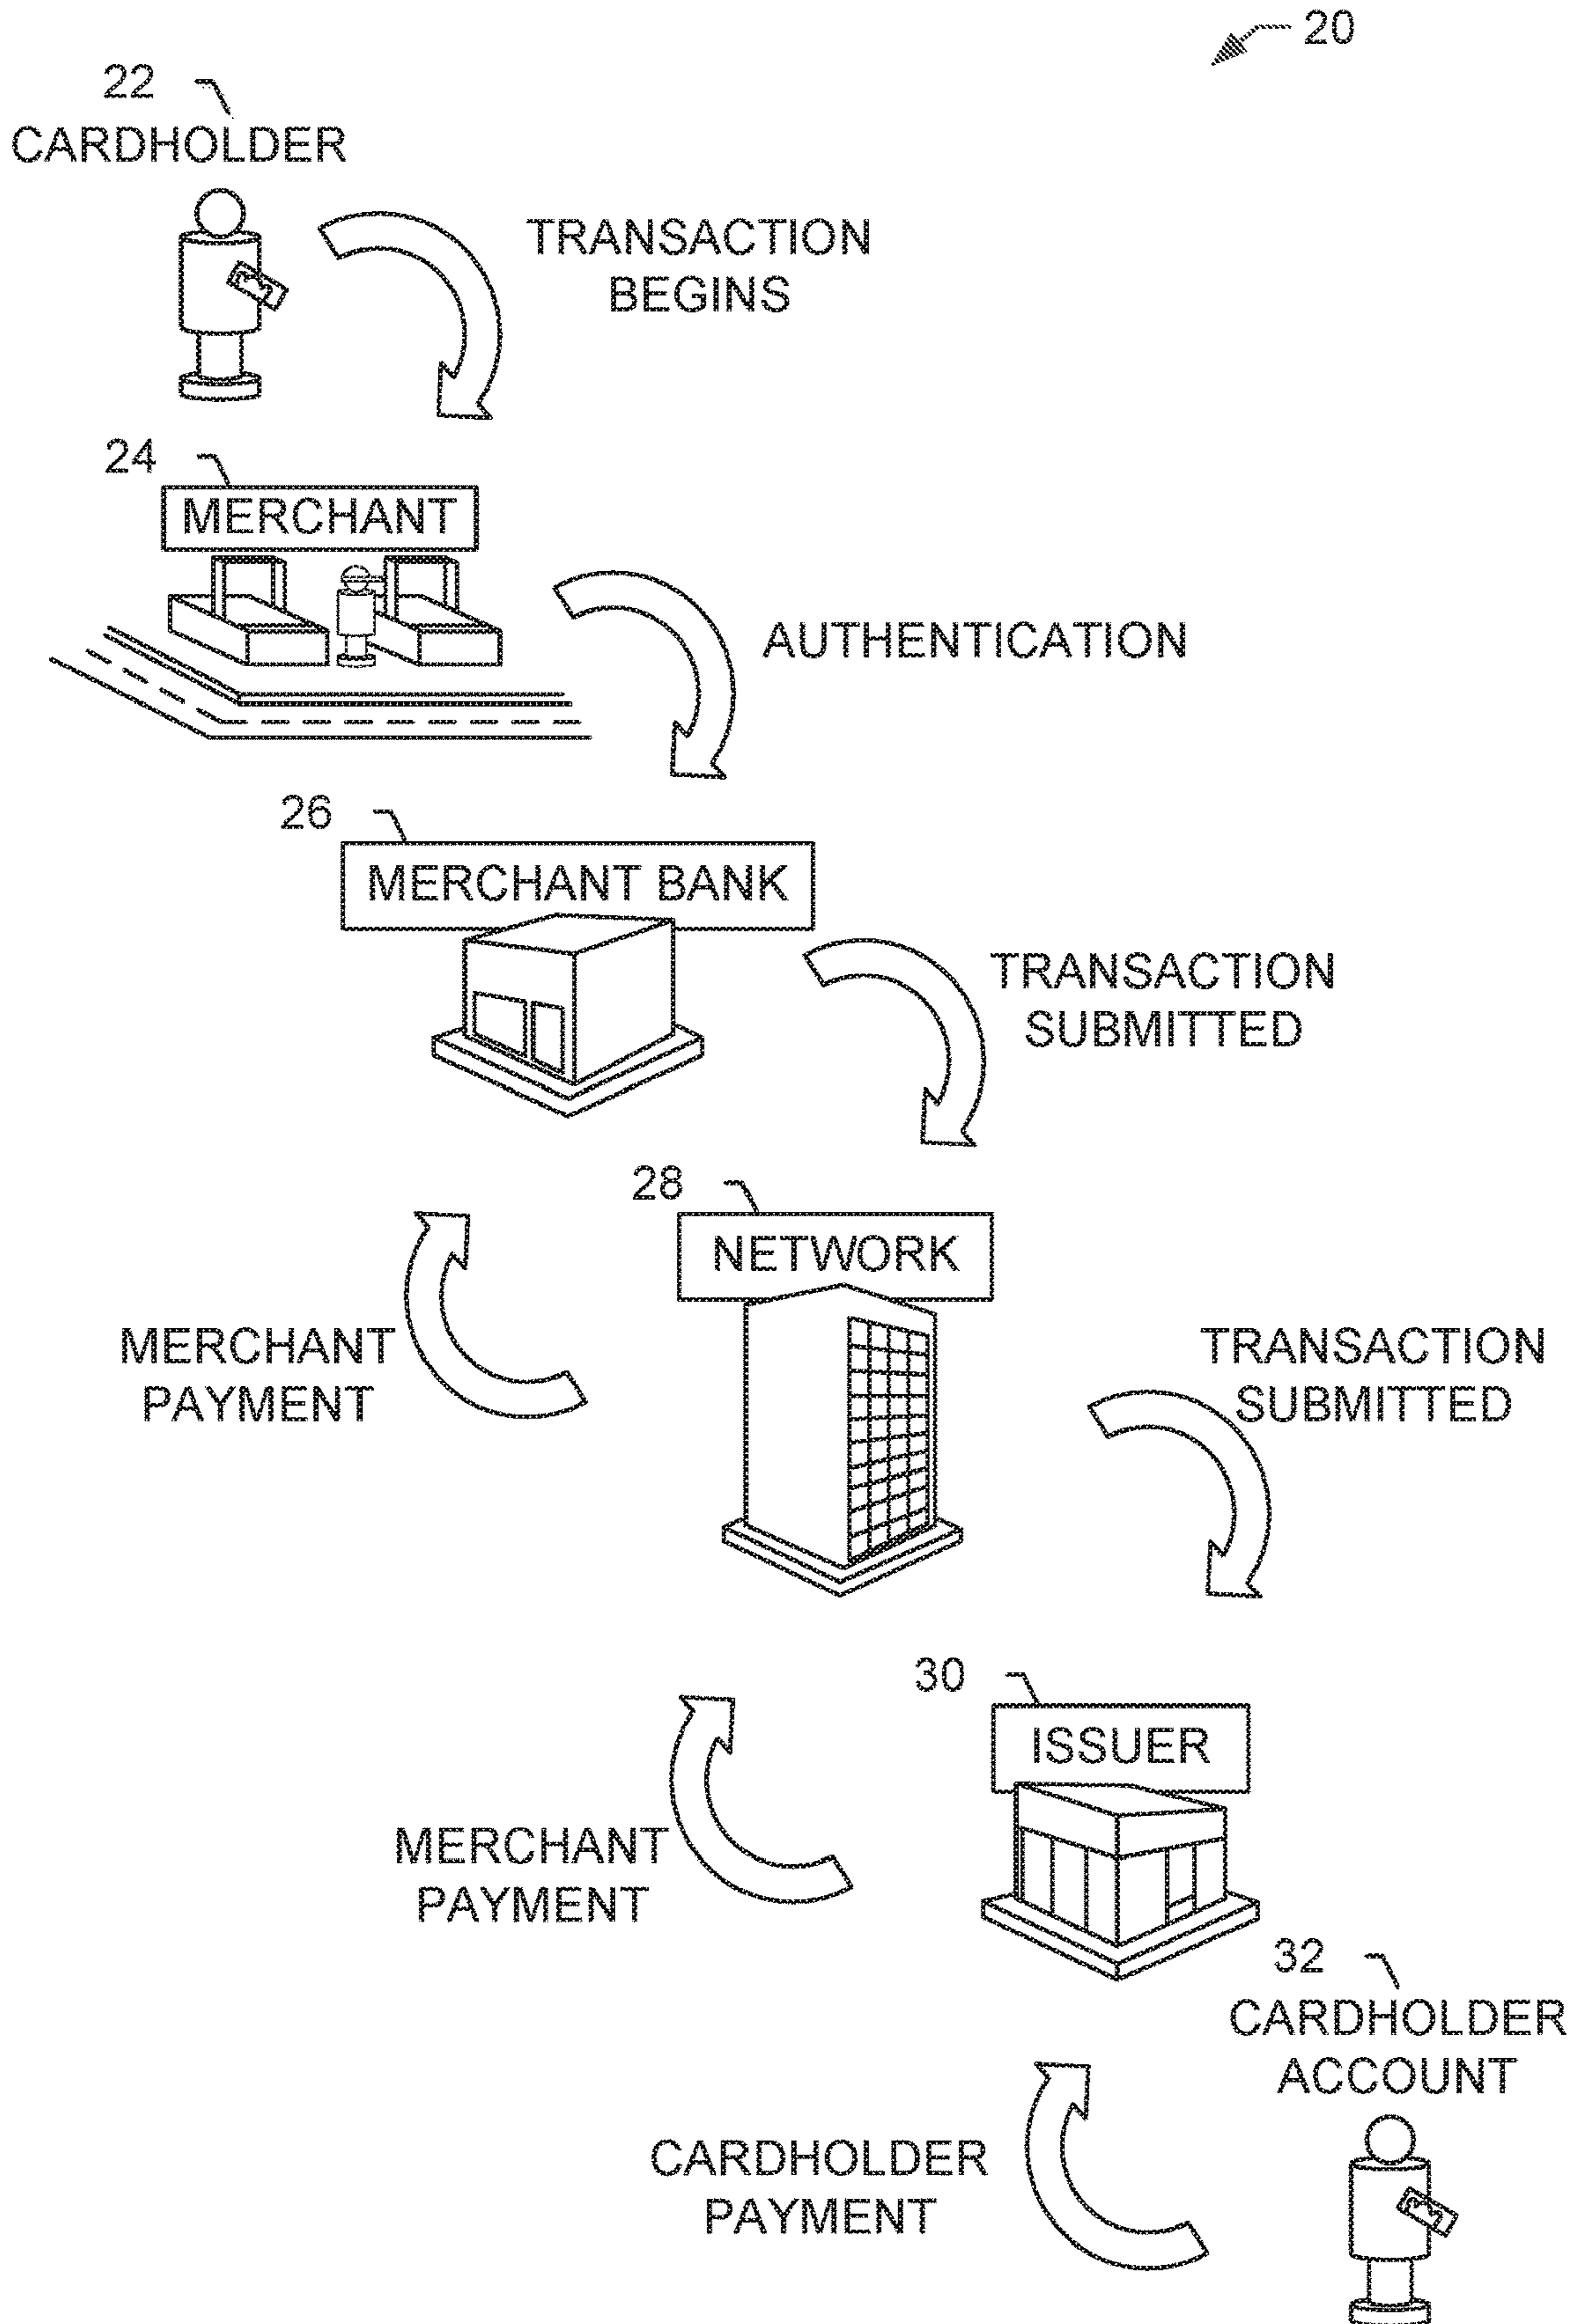 20
22
CARDHOLDER
TRANSACTION
BEGINS
24
MERCHANT
AUTHENTICATION
26
MERCHANT BANK
TRANSACTION
SUBMITTED
28
NETWORK
MERCHANT
PAYMENT
TRANSACTION
SUBMITTED
30
ISSUER
MERCHANT
PAYMENT
32
CARDHOLDER
ACCOUNT
CARDHOLDER
PAYMENT